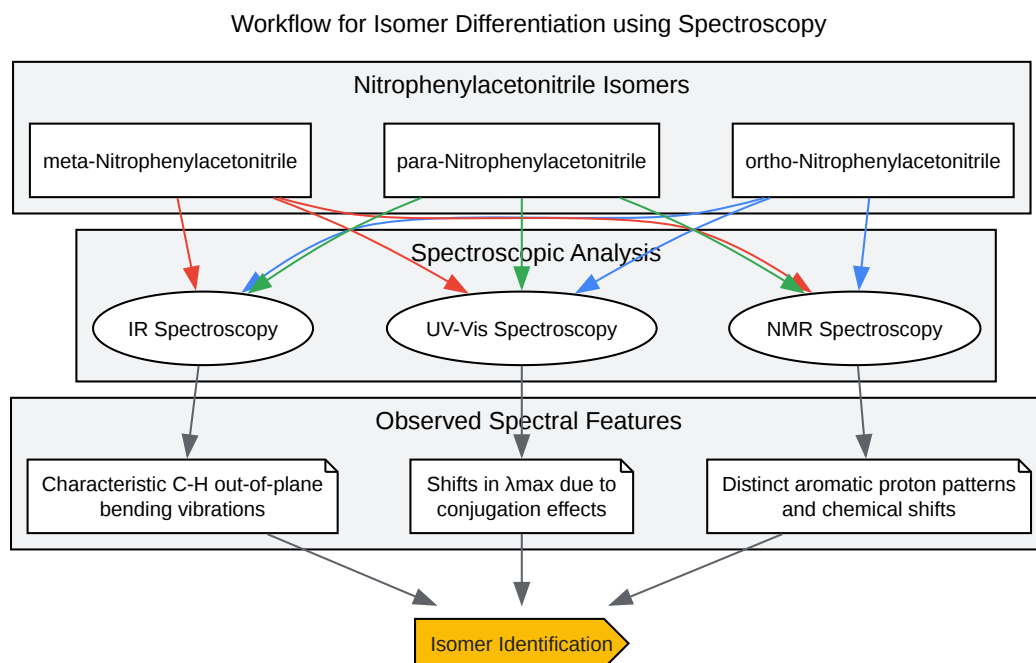 Workflow for Isomer Differentiation using Spectroscopy
Nitrophenylacetonitrile Isomers
meta-Nitrophenylacetonitrile
para-Nitrophenylacetonitrile
ortho-Nitrophenylacetonitrile
Spectroscopic Analysis
IR Spectroscopy
UV-Vis Spectroscopy
NMR Spectroscopy
Observed Spectral Features
Characteristic C-H out-of-plane
bending vibrations
Shifts in λmax due to
conjugation effects
Distinct aromatic proton patterns
and chemical shifts
Isomer Identification